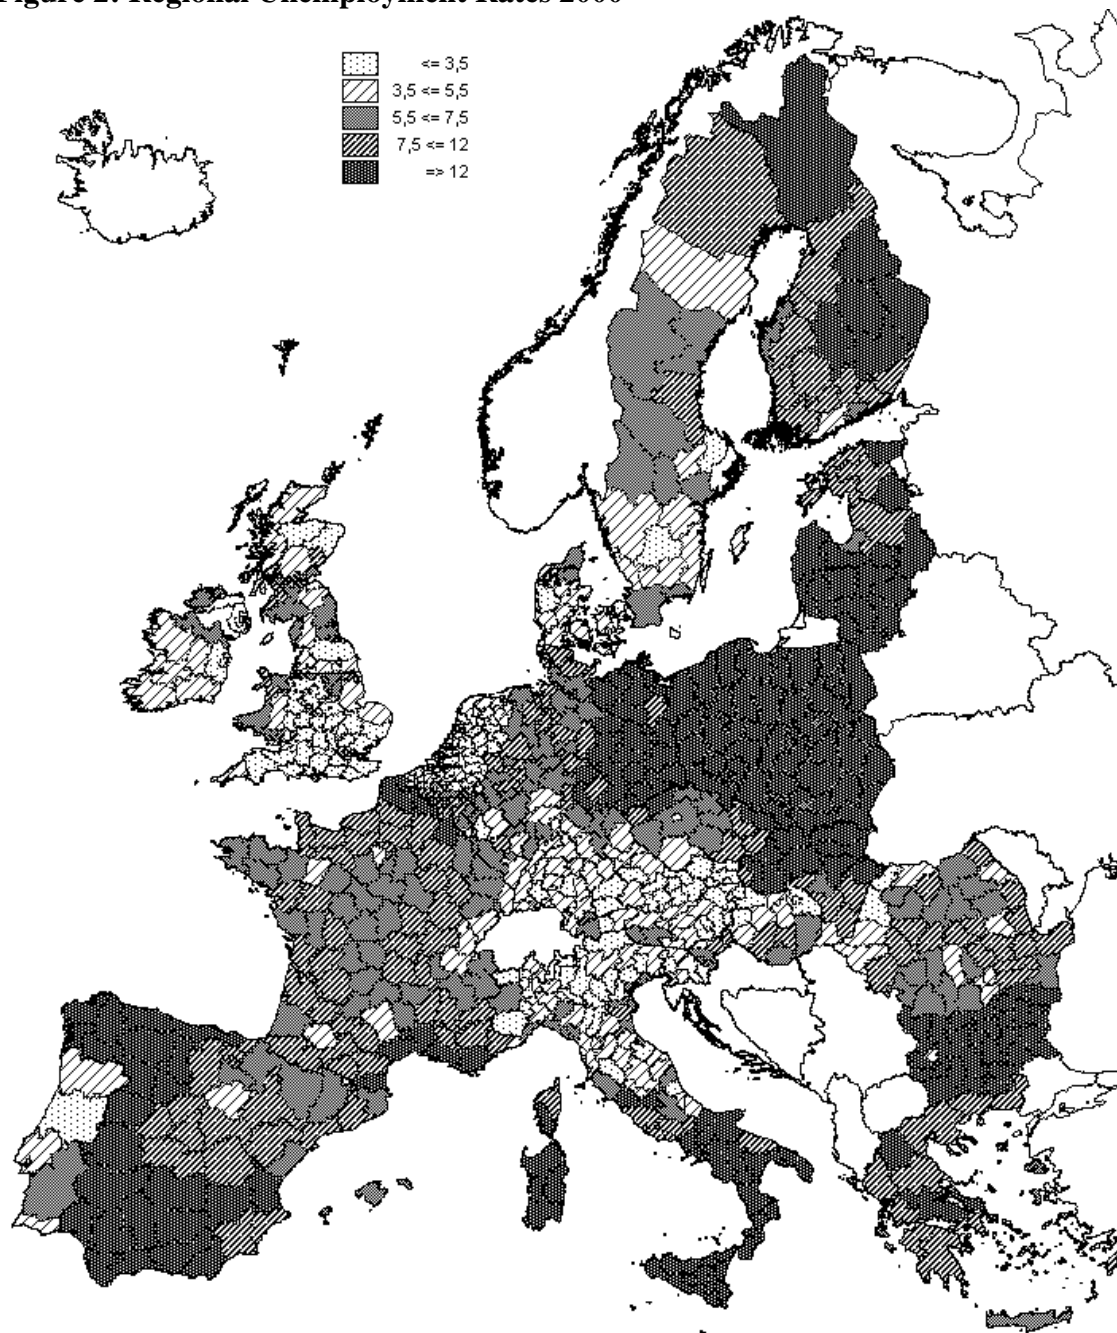 Figure 2: Regional Unemployment Rates 2000
<= 3,5
3,5 <= 5,5
5,5 <= 7,5
7,5 <= 12
=> 12